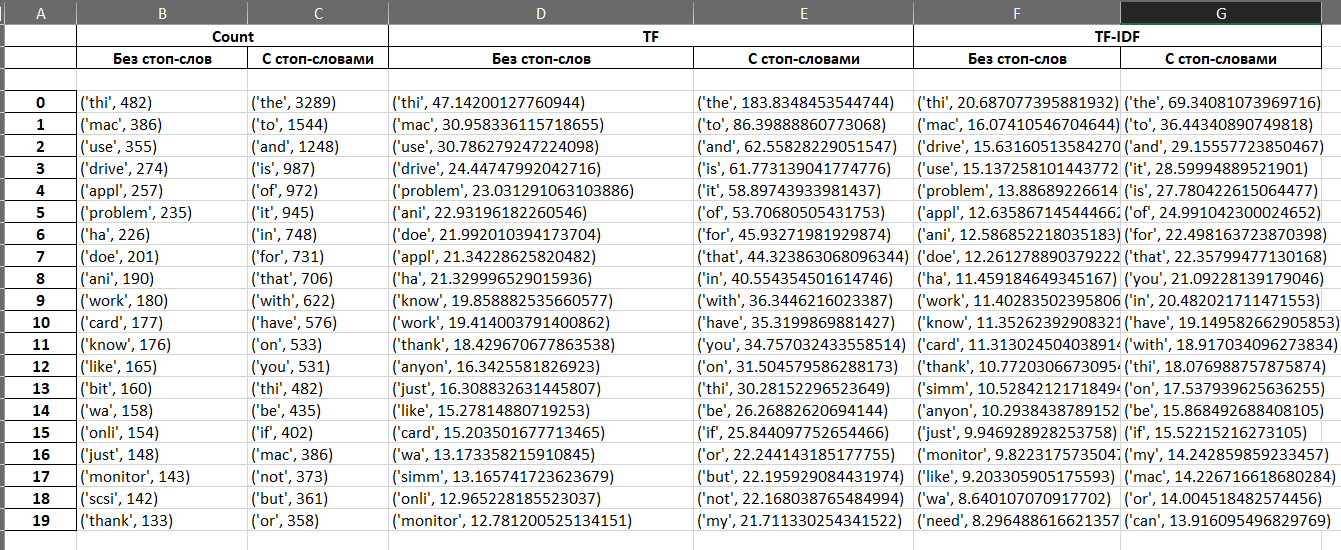 A B C D E F G
Count TF TF-IDF
Без стоп-слов С стоп-словами Без стоп-слов С стоп-словами Без стоп-слов С стоп-словами
0 ('thi', 482) ('the', 3289) ('thi', 47.14200127760944) ('the', 183.8348453544744) ('thi', 20.687077395881932) ('the', 69.34081073969716)
1 ('mac', 386) ('to', 1544) ('mac', 30.958336115718655) ('to', 86.39888860773068) ('mac', 16.07410546704644) ('to', 36.44340890749818)
2 ('use', 355) ('and', 1248) ('use', 30.786279247224098) ('and', 62.55828229051547) ('drive', 15.63160513584270 ('and', 29.15557723850467)
3 ('drive', 274) ('is', 987) ('drive', 24.44747992042716) ('is', 61.773139041774776) ('use', 15.137258101443772 ('it', 28.59994889521901)
4 ('appl', 257) ('of', 972) ('problem', 23.031291063103886) ('it', 58.89743933981437) ('problem', 13.88689226614 ('is', 27.780422615064477)
5 ('problem', 235) ('it', 945) ('ani', 22.93196182260546) ('of', 53.70680505431753) ('appl', 12.635867145444662 ('of', 24.991042300024652)
6 ('ha', 226) ('in', 748) ('doe', 21.992010394173704) ('for', 45.93271981929874) ('ani', 12.586852218035183) ('for', 22.498163723870398)
7 ('doe', 201) ('for', 731) ('appl', 21.34228625820482) ('that', 44.323863068096344) ('doe', 12.261278890379222 ('that', 22.35799477130168)
8 ('ani', 190) ('that', 706) ('ha', 21.329996529015936) ('in', 40.554354501614746) ('ha', 11.459184649345167) ('you', 21.09228139179046)
9 ('work', 180) ('with', 622) ('know', 19.858882535660577) ('with', 36.3446216023387) ('work', 11.40283502395806 ('in', 20.482021711471553)
10 ('card', 177) ('have', 576) ('work', 19.414003791400862) ('have', 35.3199869881427) ('know', 11.35262392908321 ('have', 19.149582662905853)
11 ('know', 176) ('on', 533) ('thank', 18.429670677863538) ('you', 34.757032433558514) ('card', 11.313024504038914 ('with', 18.917034096273834)
12 ('like', 165) ('you', 531) ('anyon', 16.3425581826923) ('on', 31.504579586288173) ('thank', 10.77203066730954 ('thi', 18.076988757875874)
13 ('bit', 160) ('thi', 482) ('just', 16.308832631445807) ('thi', 30.28152296523649) ('simm', 10.52842121718494 ('on', 17.537939625636255)
14 ('wa', 158) ('be', 435) ('like', 15.27814880719253) ('be', 26.26882620694144) ('anyon', 10.2938438789152 ('be', 15.868492688408105)
15 ('onli', 154) ('if', 402) ('card', 15.203501677713465) ('if', 25.844097752654466) ('just', 9.946928928253758) ('if', 15.52215216273105)
16 ('just', 148) ('mac', 386) ('wa', 13.173358215910845) ('or', 22.244143185177755) ('monitor', 9.8223175735047 ('my', 14.242859859233457)
17 ('monitor', 143) ('not', 373) ('simm', 13.165741723623679) ('but', 22.195929084431974) ('like', 9.203305905175593) ('mac', 14.226716618680284)
18 ('scsi', 142) ('but', 361) ('onli', 12.965228185523037) ('not', 22.168038765484994) ('wa', 8.640107070917702) ('or', 14.004518482574456)
19 ('thank', 133) ('or', 358) ('monitor', 12.781200525134151) ('my', 21.711330254341522) ('need', 8.296488616621357 ('can', 13.916095496829769)